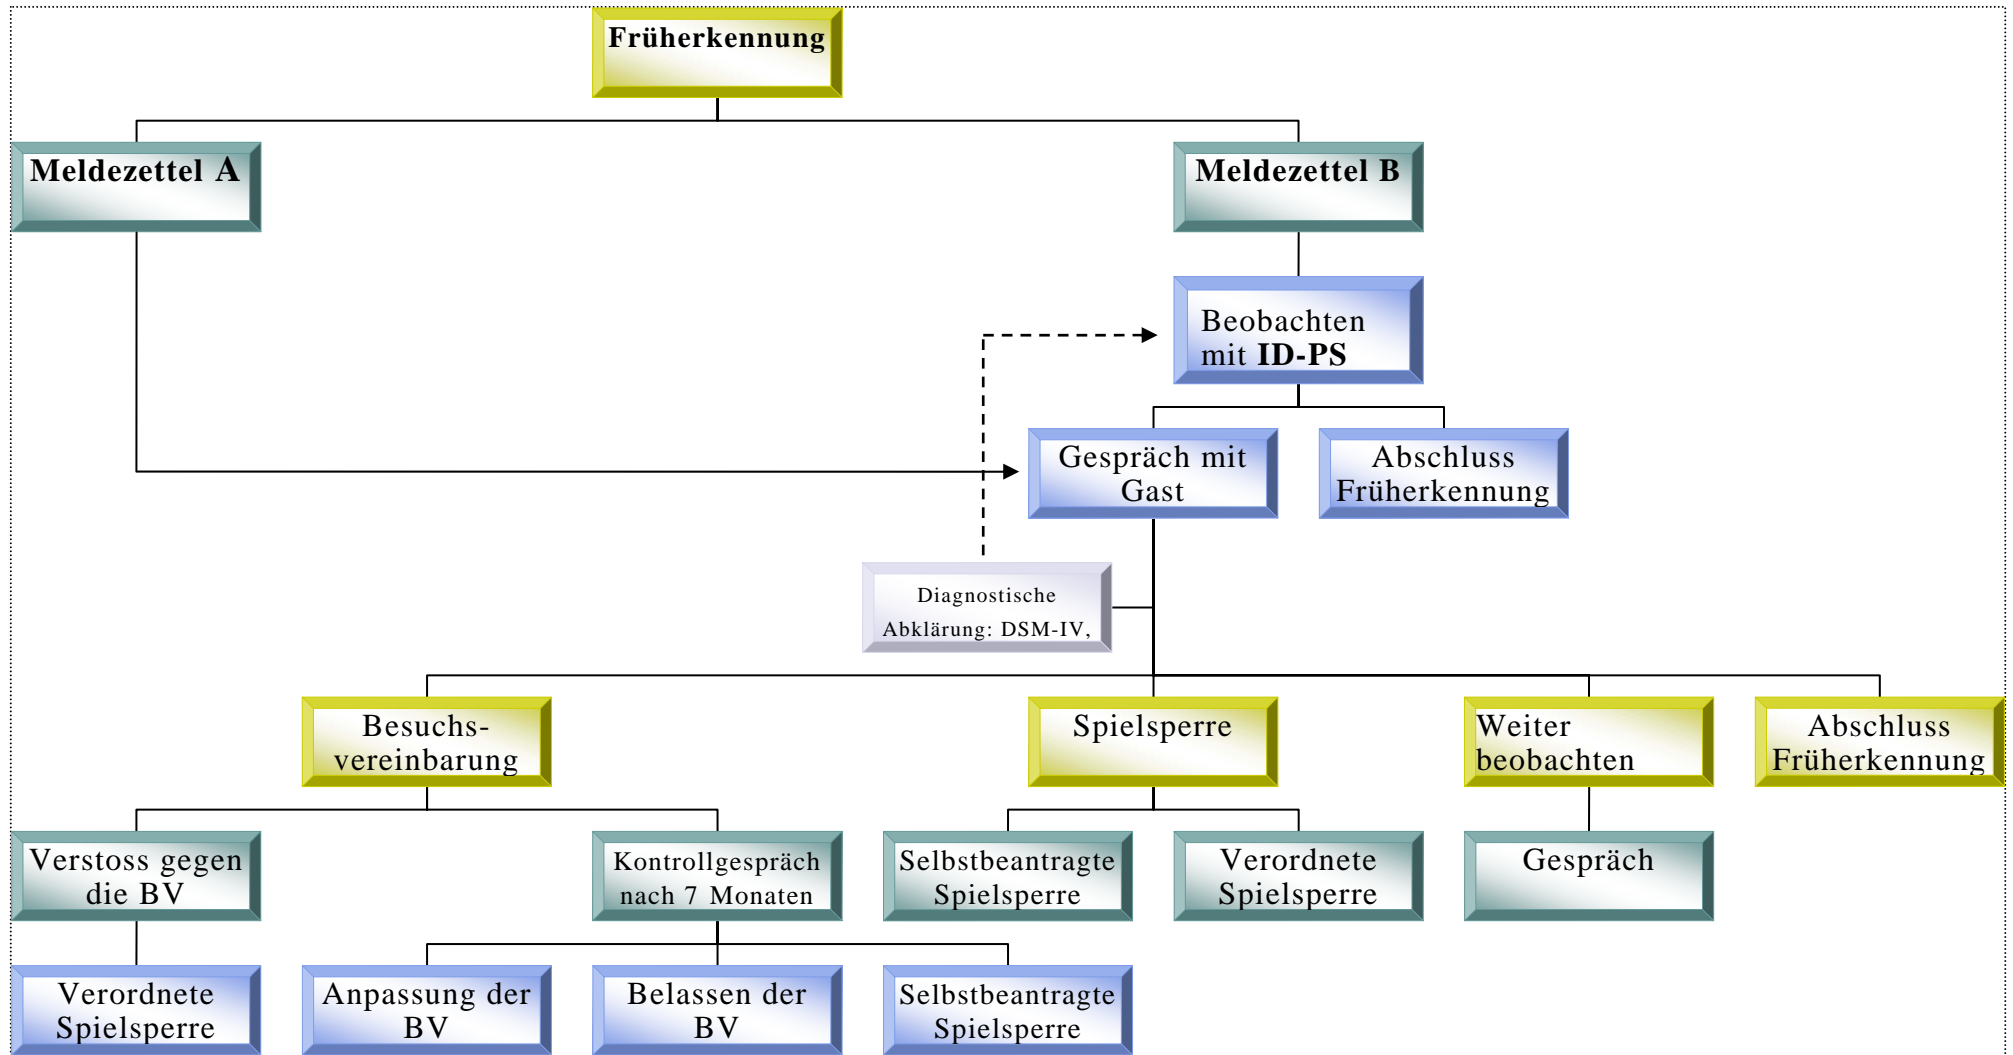 Früherkennung
Meldezettel A
Meldezettel B
Beobachten
mit ID-PS
Gespräch mit
Gast
Abschluss
Früherkennung
Diagnostische
Abklärung: DSM-IV,
Besuchs-
vereinbarung
Spielsperre
Weiter
beobachten
Abschluss
Früherkennung
Verstoss gegen
die BV
Kontrollgespräch
nach 7 Monaten
Selbstbeantragte
Spielsperre
Verordnete
Spielsperre
Gespräch
Verordnete
Spielsperre
Anpassung der
BV
Belassen der
BV
Selbstbeantragte
Spielsperre